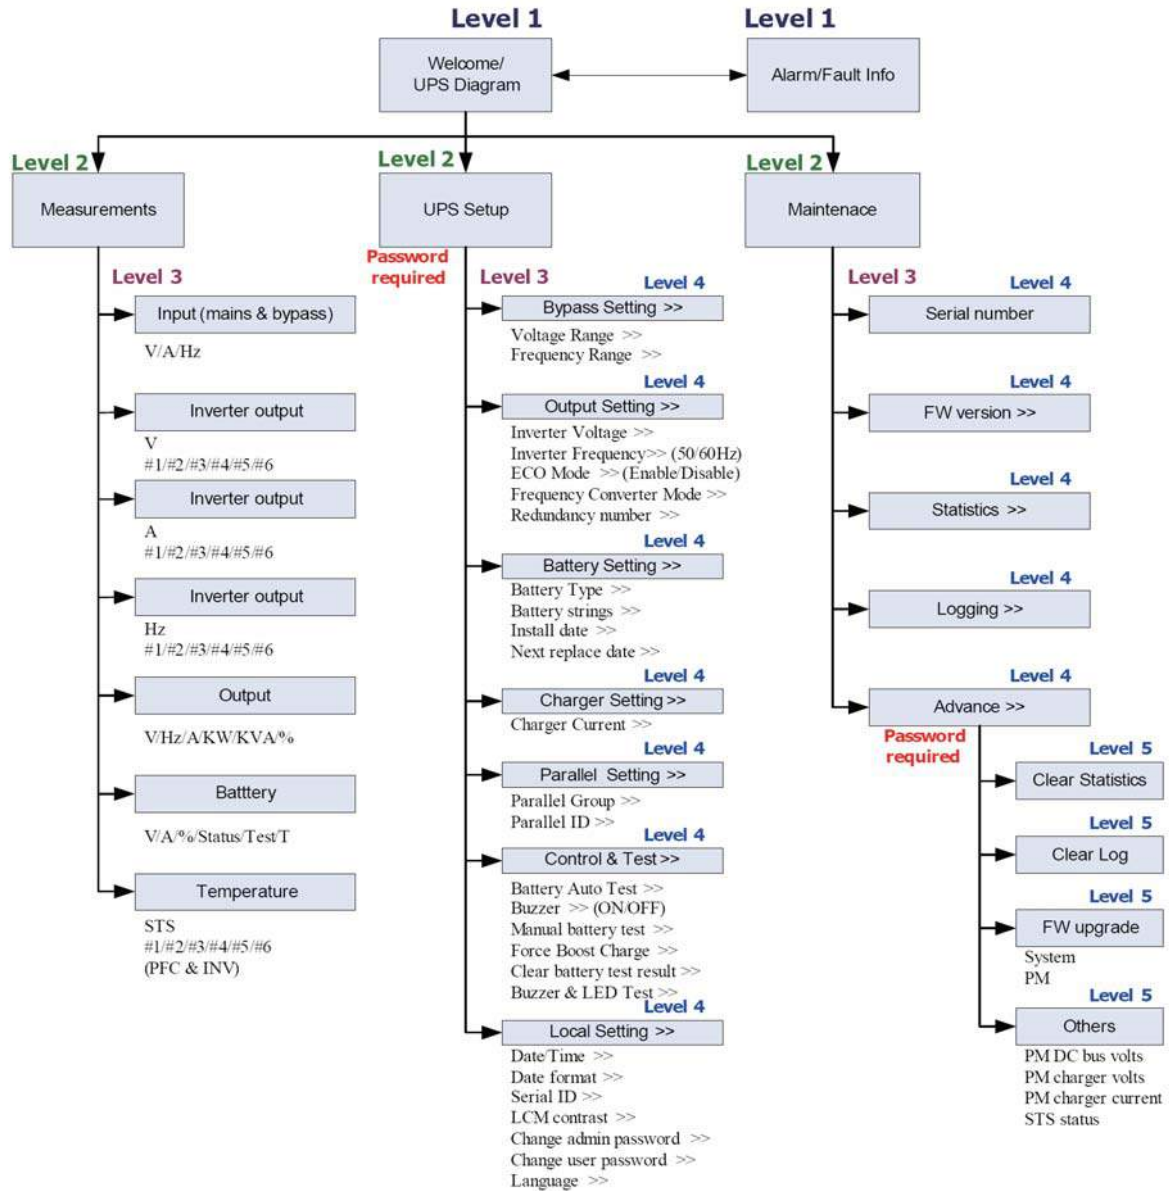 Level 1
Level 1
Welcome/
UPS Diagram
Alarm/Fault Info
Level 2
Measurements
Level 3
Input (mains & bypass)
V/A/Hz
Inverter output
V
#1/#2/#3/#4/#5/#6
Inverter output
A
#1/#2/#3/#4/#5/#6
Inverter output
Hz
#1/#2/#3/#4/#5/#6
Output
V/Hz/A/KW/KVA/%
Batttery
V/A/%/Status/Test/T
Temperature
STS
#1/#2/#3/#4/#5/#6
(PFC & INV)
Level 2
UPS Setup
Password
required
Level 3
Level 4
Bypass Setting >>
Voltage Range >>
Frequency Range >>
Level 4
Output Setting >>
Inverter Voltage >>
Inverter Frequency>> (50/60Hz)
ECO Mode >> (Enable/Disable)
Frequency Converter Mode >>
Redundancy number >>
Level 4
Battery Setting >>
Battery Type >>
Battery strings >>
Install date >>
Next replace date >>
Level 4
Charger Setting >>
Charger Current >>
Level 4
Parallel Setting >>
Parallel Group >>
Parallel ID >>
Level 4
Control & Test>>
Battery Auto Test >>
Buzzer >> (ON/OFF)
Manual battery test >>
Force Boost Charge >>
Clear battery test result >>
Buzzer & LED Test >>
Level 4
Local Setting >>
Date/Time >>
Date format >>
Serial ID >>
LCM contrast >>
Change admin password >>
Change user password >>
Language >>
Level 2
Maintenace
Level 3
Level 4
Serial number
Level 4
FW version >>
Level 4
Statistics >>
Level 4
Logging >>
Level 4
Advance >>
Password
required
Level 5
Clear Statistics
Level 5
Clear Log
Level 5
FW upgrade
System
PM
Level 5
Others
PM DC bus volts
PM charger volts
PM charger current
STS status